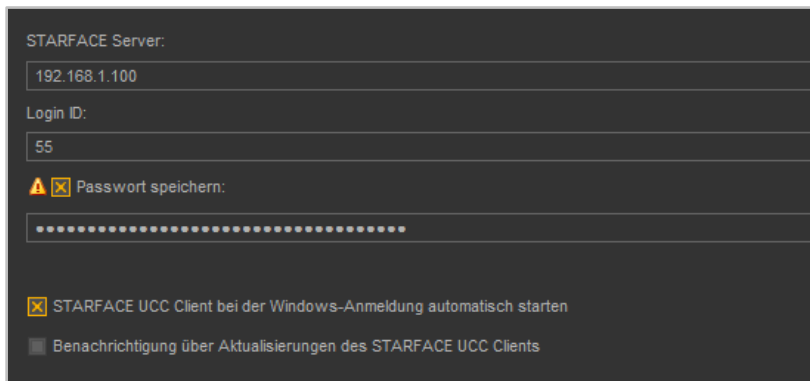 STARFACE Server:
192.168.1.100
Login ID:
55
Passwort speichern:
STARFACE UCC Client bei der Windows-Anmeldung automatisch starten
Benachrichtigung über Aktualisierungen des STARFACE UCC Clients